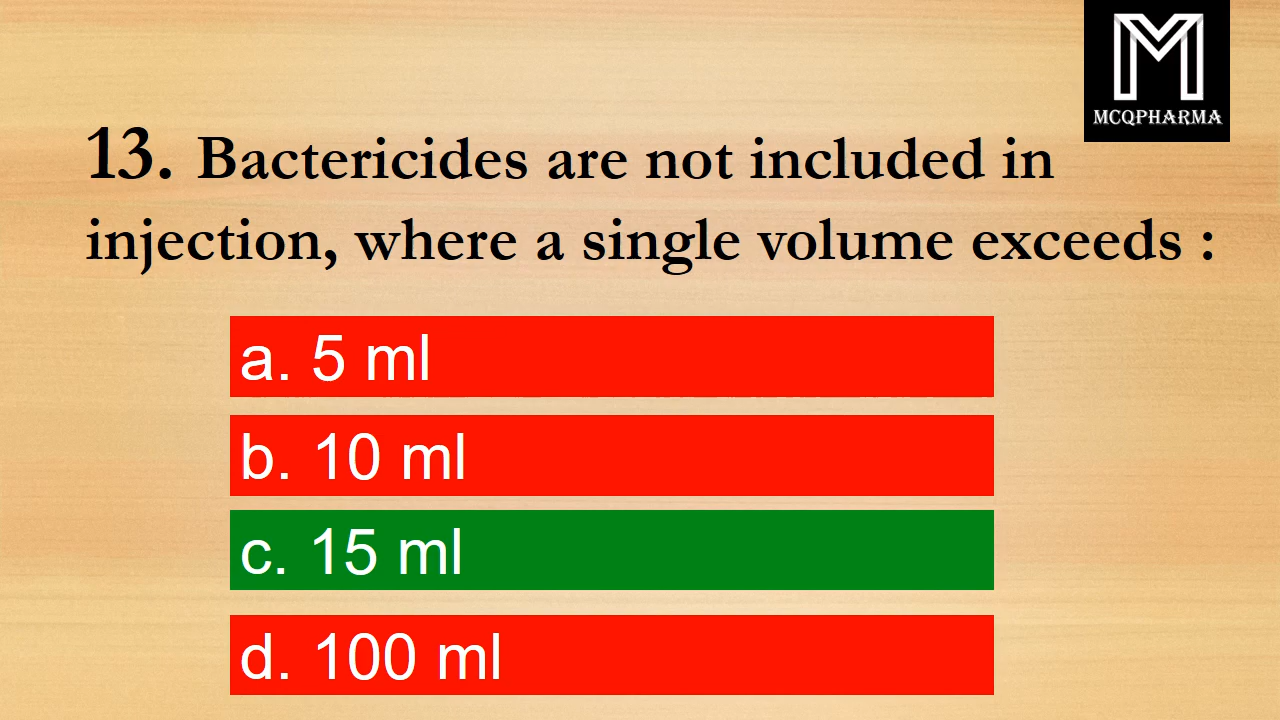 MCQPHARMA
13. Bactericides are not included in
injection, where a single volume exceeds :
a. 5 ml
b. 10 ml
c. 15 ml
d. 100 ml